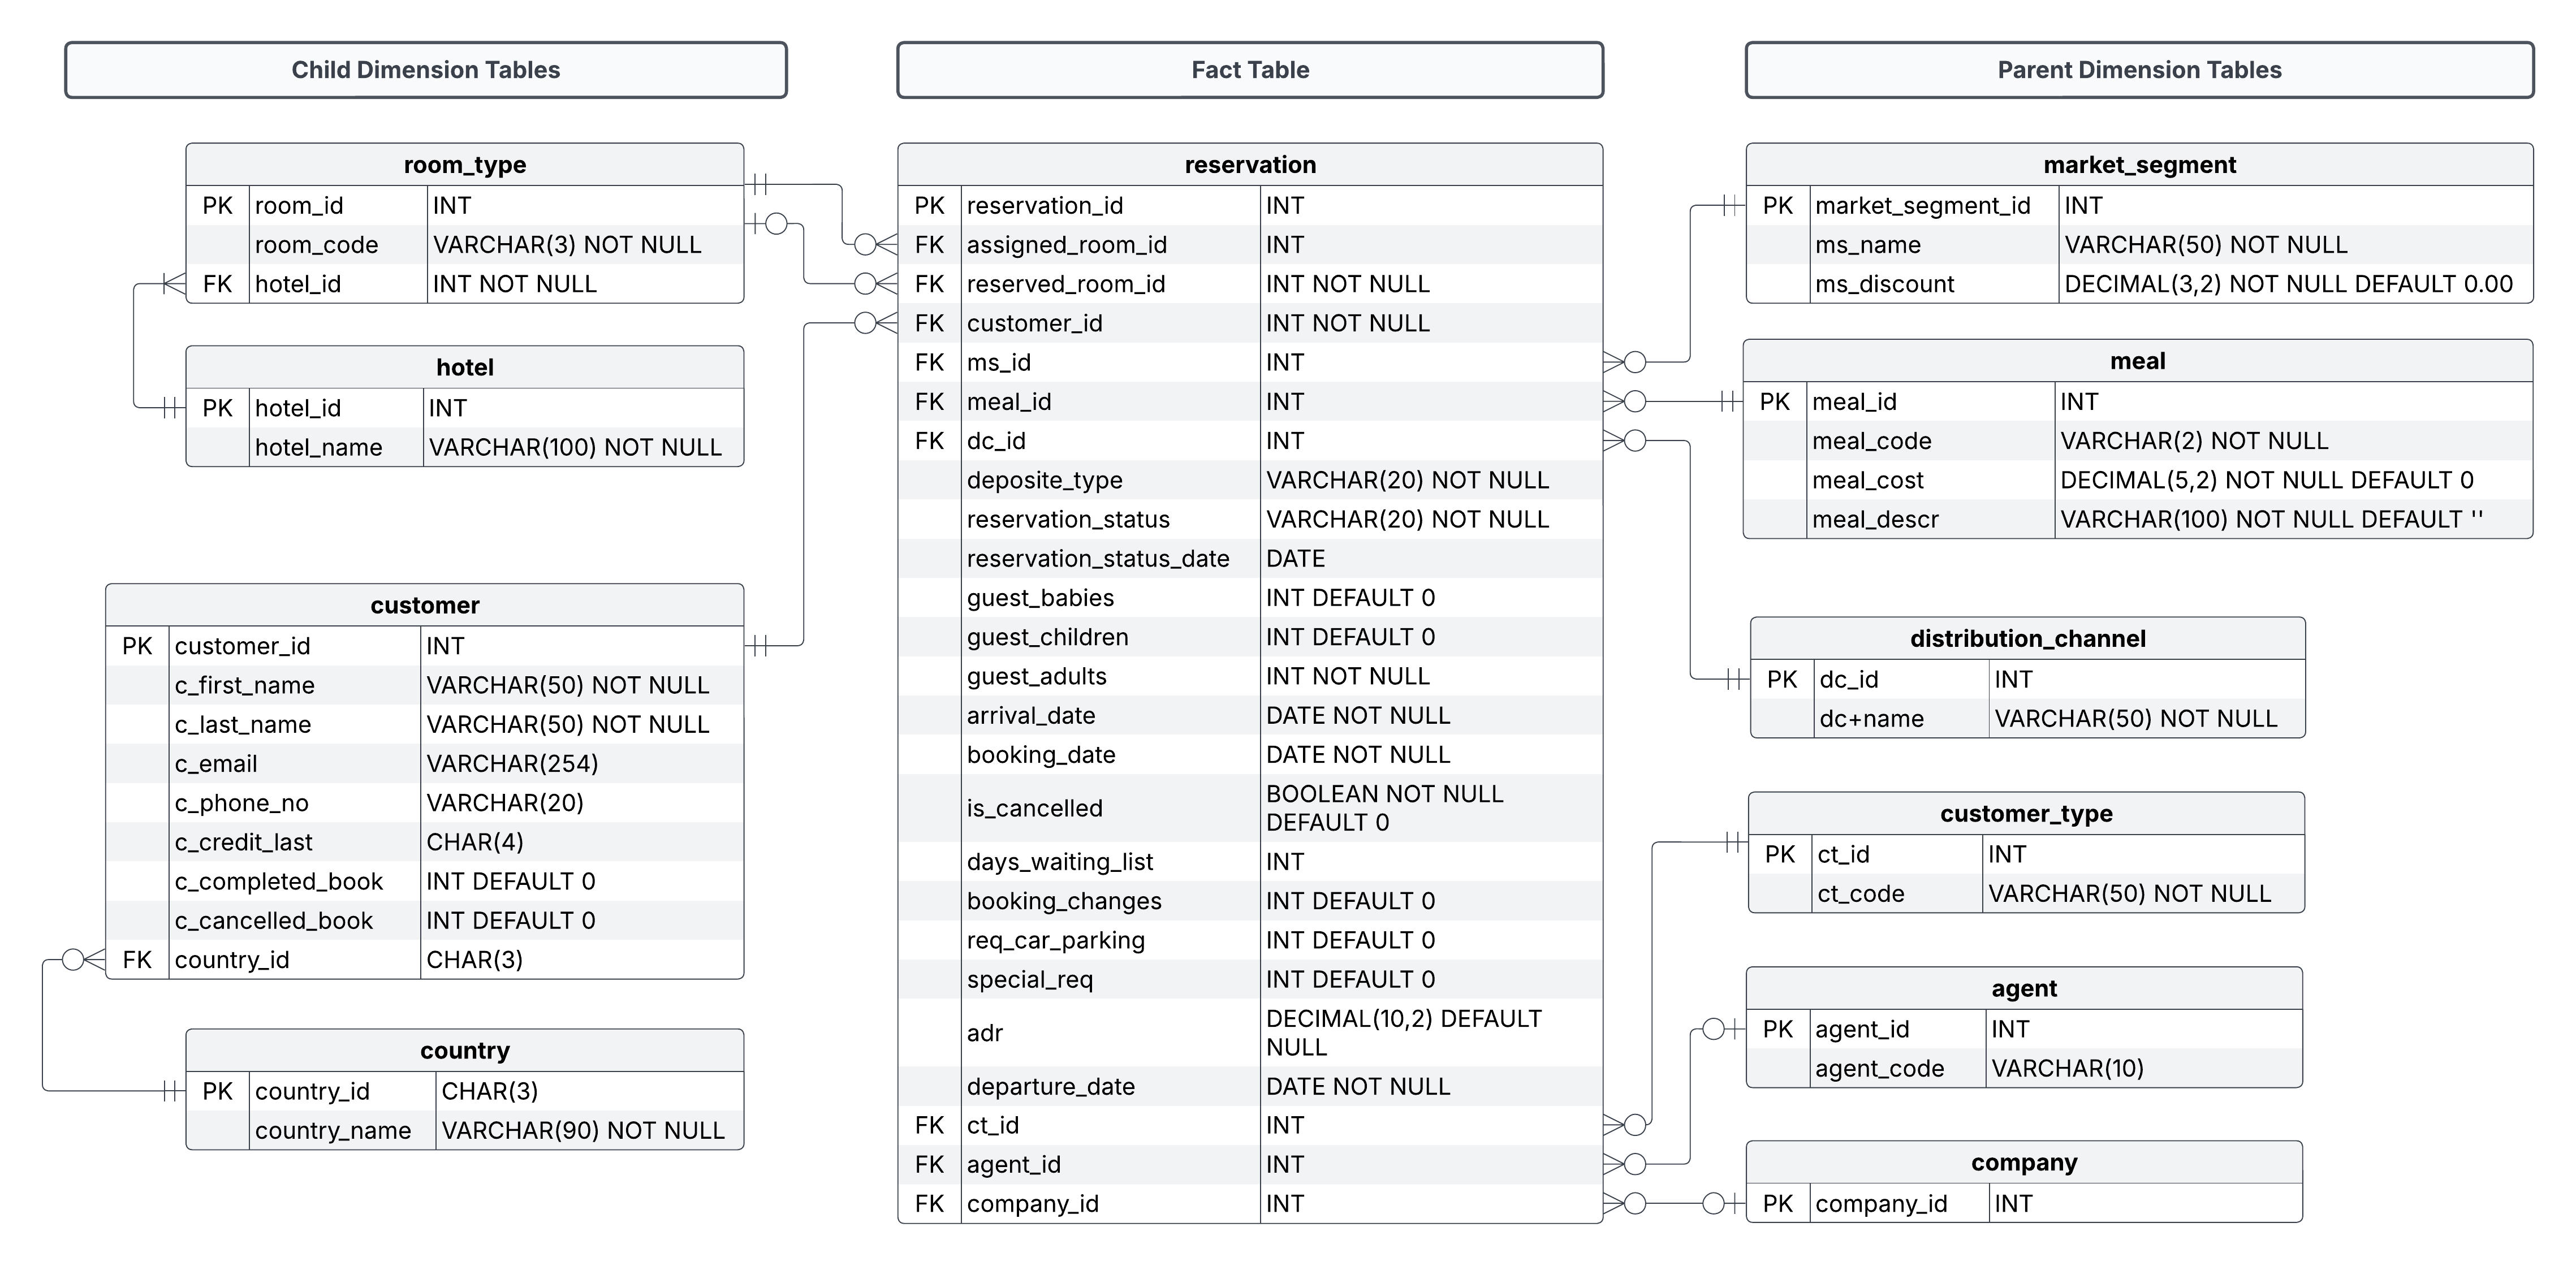 Child Dimension Tables
Fact Table
Parent Dimension Tables
room_type
PK room_id INT
room_code VARCHAR(3) NOT NULL
FK hotel_id INT NOT NULL
hotel
PK hotel_id INT
hotel_name VARCHAR(100) NOT NULL
customer
PK customer_id INT
c_first_name VARCHAR(50) NOT NULL
c_last_name VARCHAR(50) NOT NULL
c_email VARCHAR(254)
c_phone_no VARCHAR(20)
c_credit_last CHAR(4)
c_completed_book INT DEFAULT 0
c_cancelled_book INT DEFAULT 0
FK country_id CHAR(3)
country
PK country_id CHAR(3)
country_name VARCHAR(90) NOT NULL
reservation
PK reservation_id INT
FK assigned_room_id INT
FK reserved_room_id INT NOT NULL
FK customer_id INT NOT NULL
FK ms_id INT
FK meal_id INT
FK dc_id INT
deposite_type VARCHAR(20) NOT NULL
reservation_status VARCHAR(20) NOT NULL
reservation_status_date DATE
guest_babies INT DEFAULT 0
guest_children INT DEFAULT 0
guest_adults INT NOT NULL
arrival_date DATE NOT NULL
booking_date DATE NOT NULL
is_cancelled BOOLEAN NOT NULL
DEFAULT 0
days_waiting_list INT
booking_changes INT DEFAULT 0
req_car_parking INT DEFAULT 0
special_req INT DEFAULT 0
adr DECIMAL(10,2) DEFAULT
NULL
departure_date DATE NOT NULL
FK ct_id INT
FK agent_id INT
FK company_id INT
market_segment
PK market_segment_id INT
ms_name VARCHAR(50) NOT NULL
ms_discount DECIMAL(3,2) NOT NULL DEFAULT 0.00
meal
PK meal_id INT
meal_code VARCHAR(2) NOT NULL
meal_cost DECIMAL(5,2) NOT NULL DEFAULT 0
meal_descr VARCHAR(100) NOT NULL DEFAULT ''
distribution_channel
PK dc_id INT
dc+name VARCHAR(50) NOT NULL
customer_type
PK ct_id INT
ct_code VARCHAR(50) NOT NULL
agent
PK agent_id INT
agent_code VARCHAR(10)
company
PK company_id INT